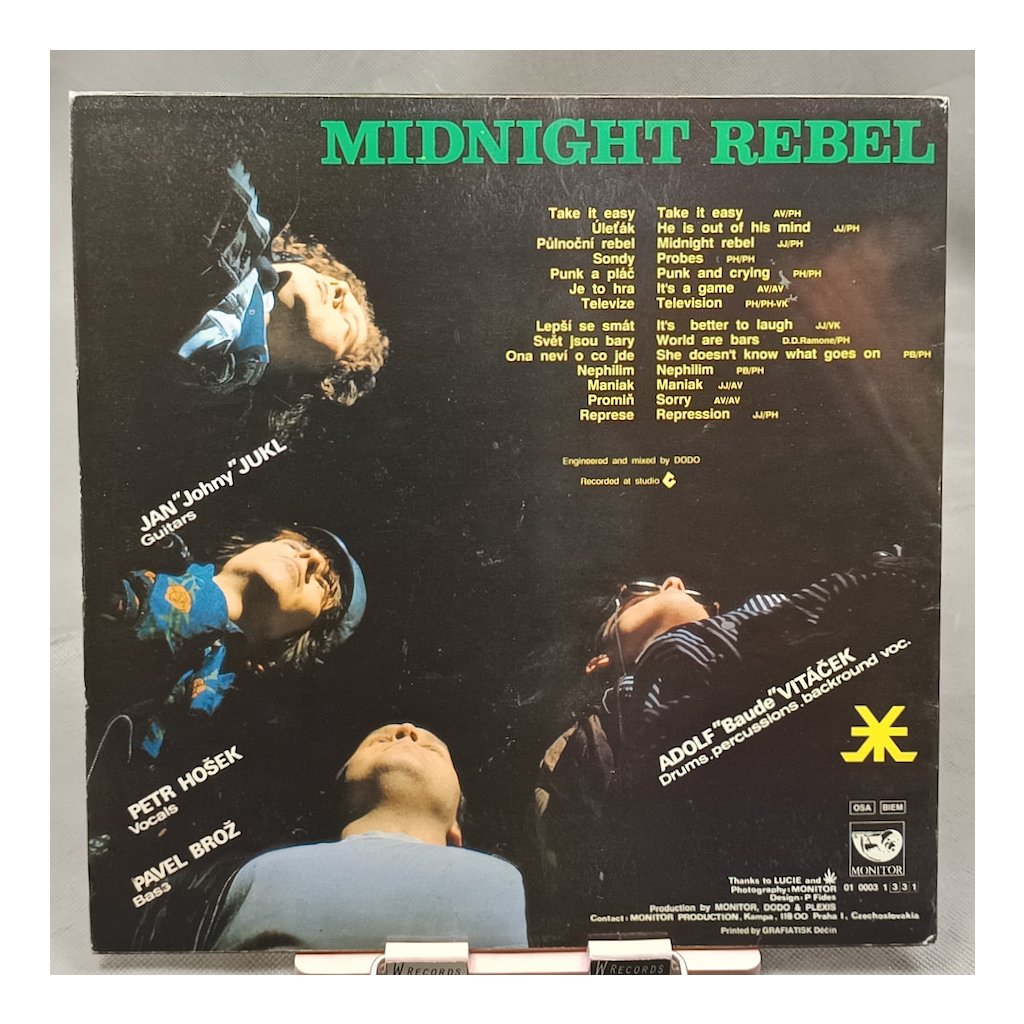 MIDNIGHT REBEL
Take it easy Take it easy AV/PH
Úleťák He is out of his mind JJ/PH
Půlnoční rebel Midnight rebel JJ/PH
Sondy Probes PH/PH
Punk a pláč Punk and crying PH/PH
Je to hra It's a game AV/AV
Televize Television PH/PH-VK
Lepší se smát It's better to laugh JJ/VK
Svět jsou bary World are bars D.D.Ramone/PH
Ona neví o co jde She doesn't know what goes on PB/PH
Nephilim Nephilim PB/PH
Maniak Maniak JJ/AV
Promiň Sorry AV/AV
Represe Repression JJ/PH
Engineered and mixed by DODO
Recorded at studio
JAN "Johny" JUKL
Guitars
PETR HOŠEK
Vocals
PAVEL BROŽ
Bas3
ADOLF "Baude" VITÁČEK
Drums.percussions.backround voc.
OSA BIEM
MONITOR
Thanks to LUCIE and
Photography: MONITOR 01 0003 1 3 3 1
Design: P Fides
Production by MONITOR, DODO & PLEXIS
Contact: MONITOR PRODUCTION, Kampa, 118 00 Praha 1, Czechoslovakia
Printed by GRAFIATISK Děčín
W RECORDS W RECORDS